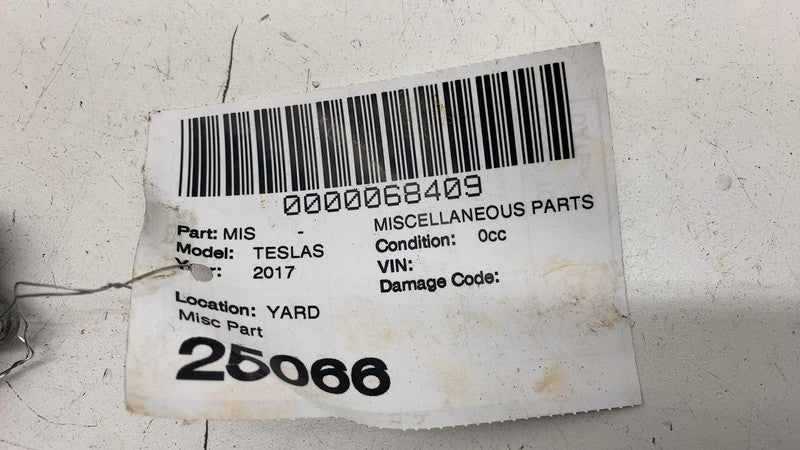 0000068409
Part: MIS - MISCELLANEOUS PARTS
Model: TESLAS Condition: 0cc
2017 VIN:
Damage Code:
Location: YARD
Misc Part
25066